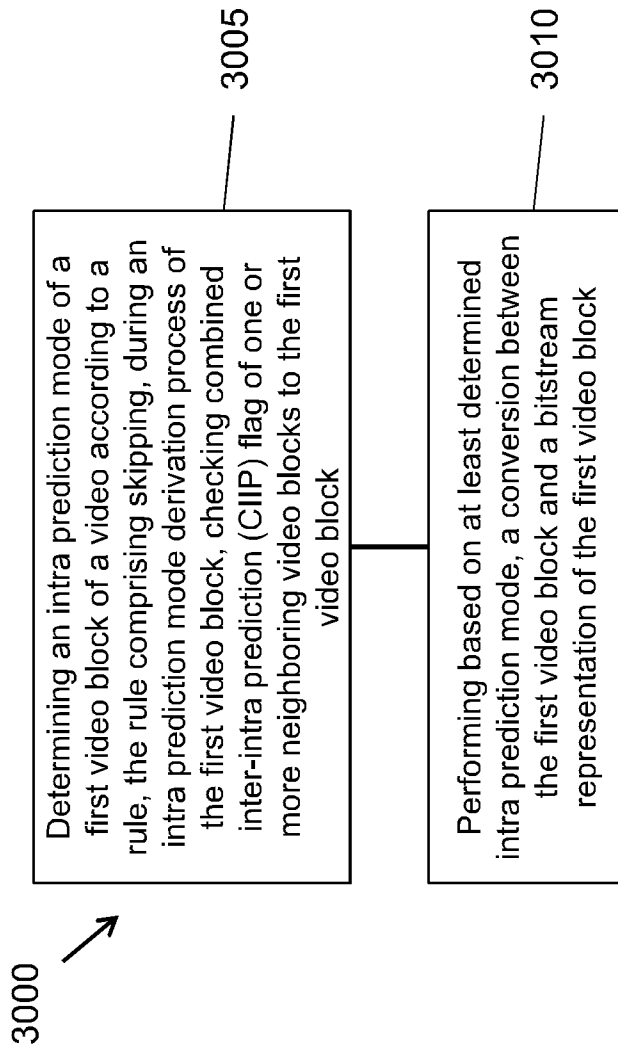 3000
Determining an intra prediction mode of a
first video block of a video according to a
rule, the rule comprising skipping, during an
intra prediction mode derivation process of
the first video block, checking combined
inter-intra prediction (CIIP) flag of one or
more neighboring video blocks to the first
video block
3005
Performing based on at least determined
intra prediction mode, a conversion between
the first video block and a bitstream
representation of the first video block
3010